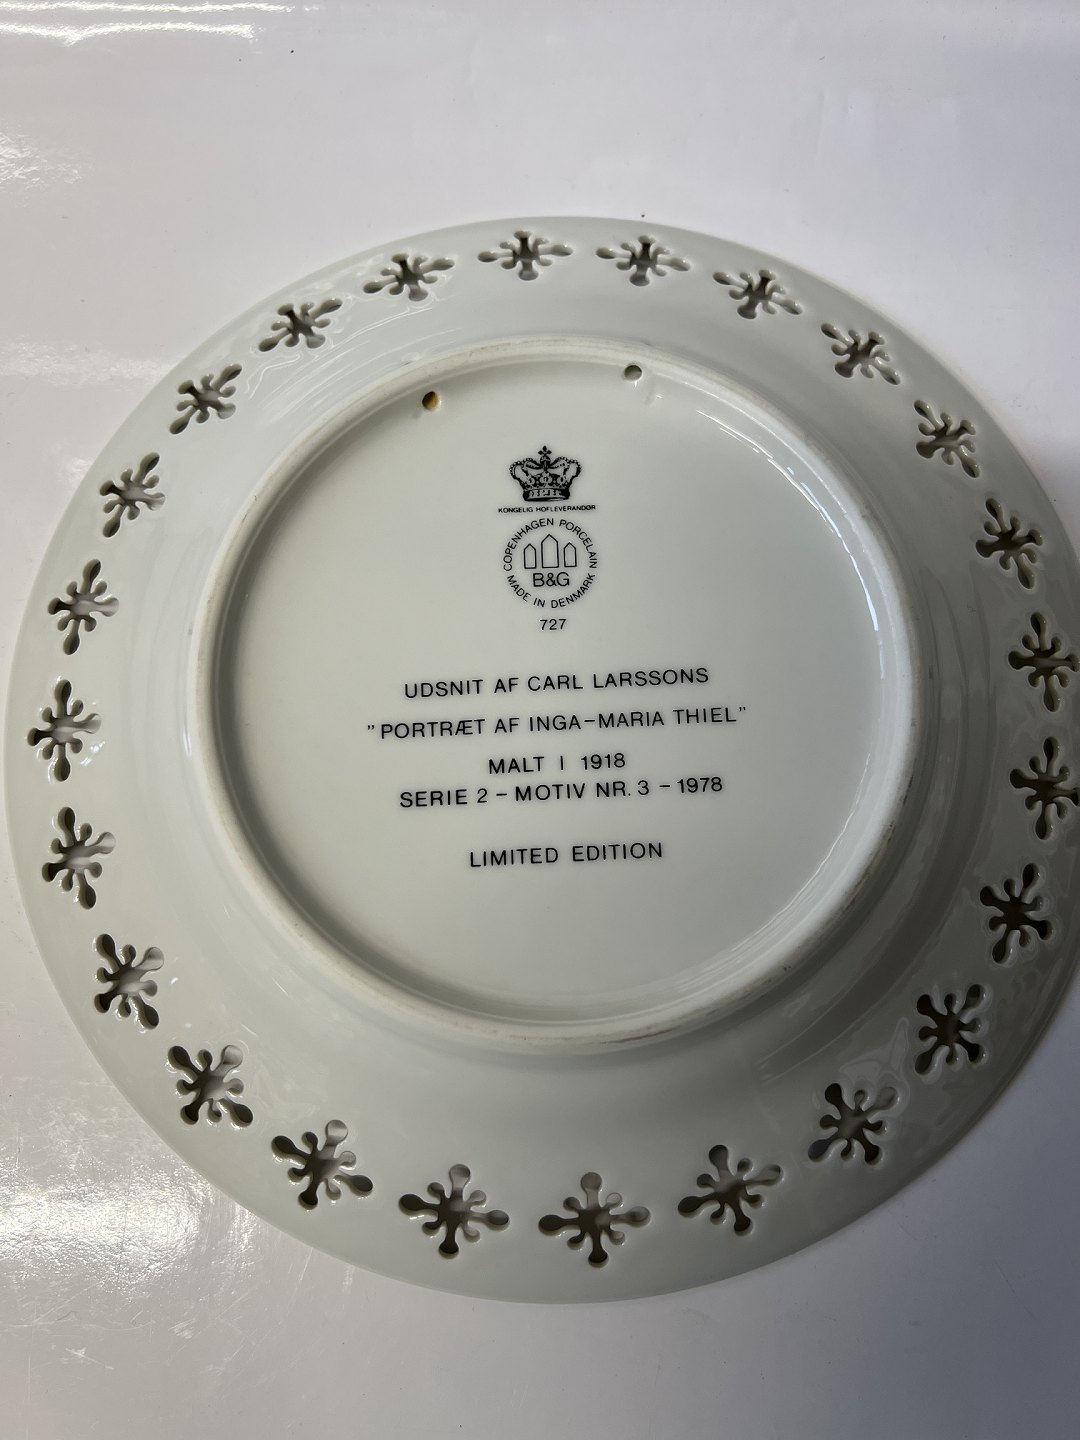 KONGELIG HOFLEVERANDØR
COPENHAGEN PORCELAIN
B&G
MADE IN DENMARK
727
UDSNIT AF CARL LARSSONS
"PORTRÆT AF INGA-MARIA THIEL"
MALT I 1918
SERIE 2 - MOTIV NR. 3 - 1978
LIMITED EDITION